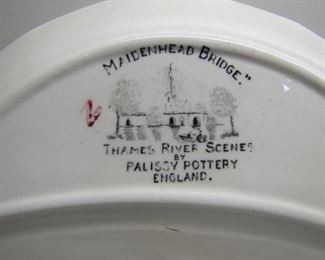 MAIDENHEAD BRIDGE."
THAMES RIVER SCENES
BY
PALISSY POTTERY
ENGLAND.